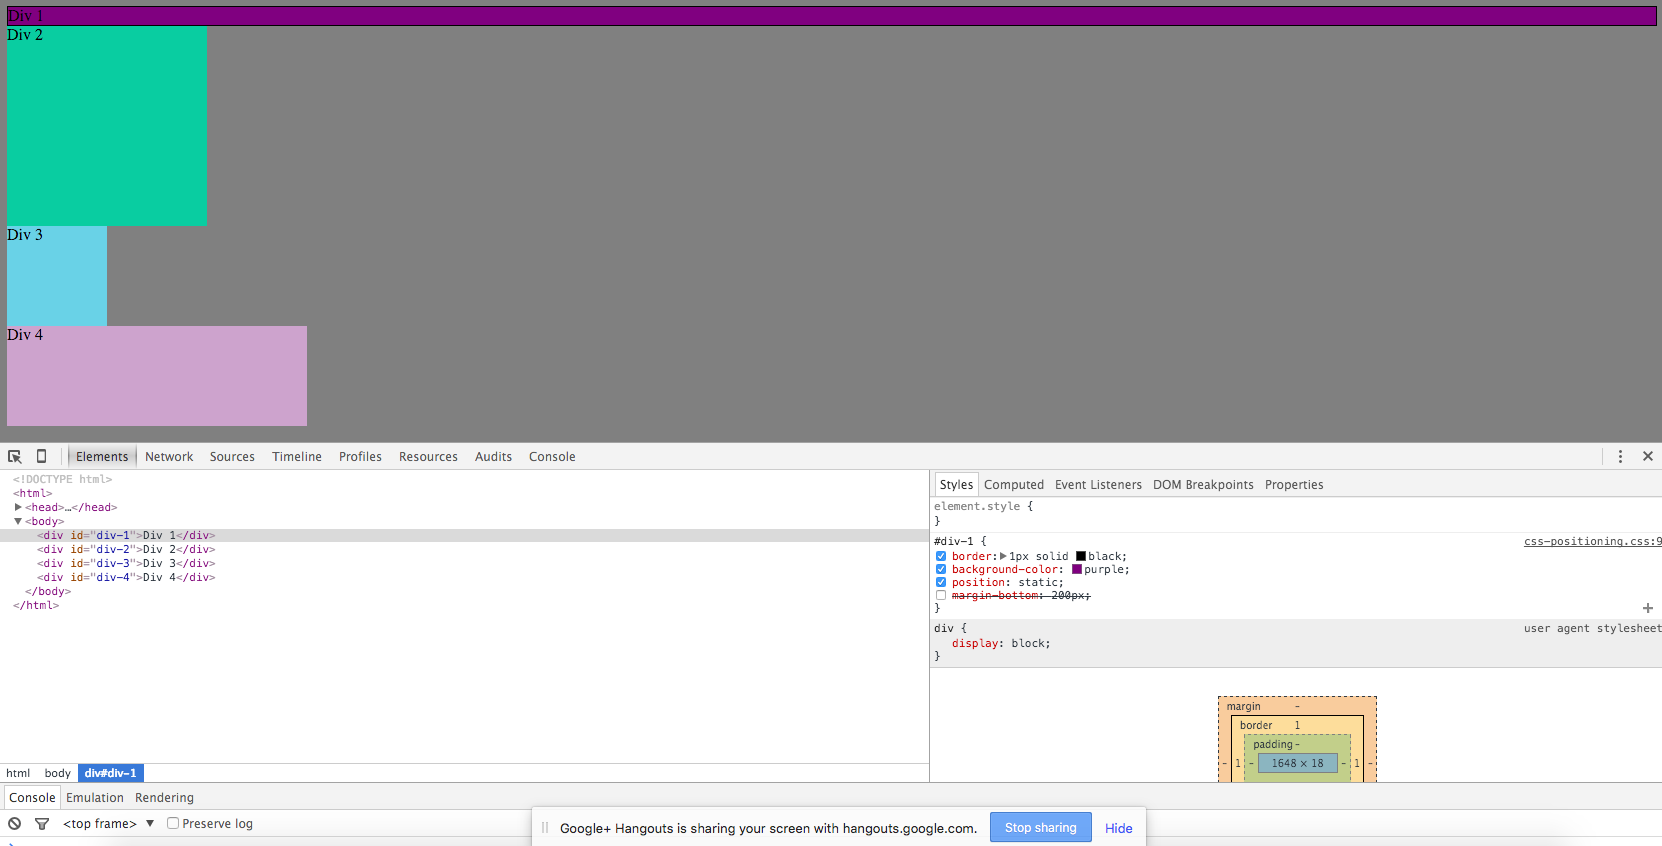 Div 1
Div 2
Div 3
Div 4
Elements Network Sources Timeline Profiles Resources Audits Console
<!DOCTYPE html>
<html>
<head>…</head>
<body>
<div id="div-1">Div 1</div>
<div id="div-2">Div 2</div>
<div id="div-3">Div 3</div>
<div id="div-4">Div 4</div>
</body>
</html>
html body div#div-1
Styles Computed Event Listeners DOM Breakpoints Properties
element.style {
}
#div-1 { css-positioning.css:9
border: 1px solid black;
background-color: purple;
position: static;
margin-bottom: 200px;
}
div { user agent stylesheet
display: block;
}
margin -
border 1
padding -
- 1 - 1648 × 18 - 1 -
Console Emulation Rendering
<top frame> Preserve log
Google+ Hangouts is sharing your screen with hangouts.google.com. Stop sharing Hide